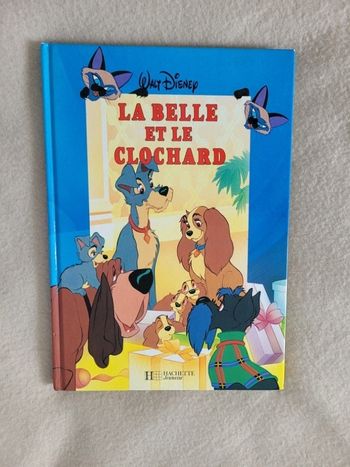 WALT DISNEY
LA BELLE
ET LE
CLOCHARD
H HACHETTE
Jeunesse